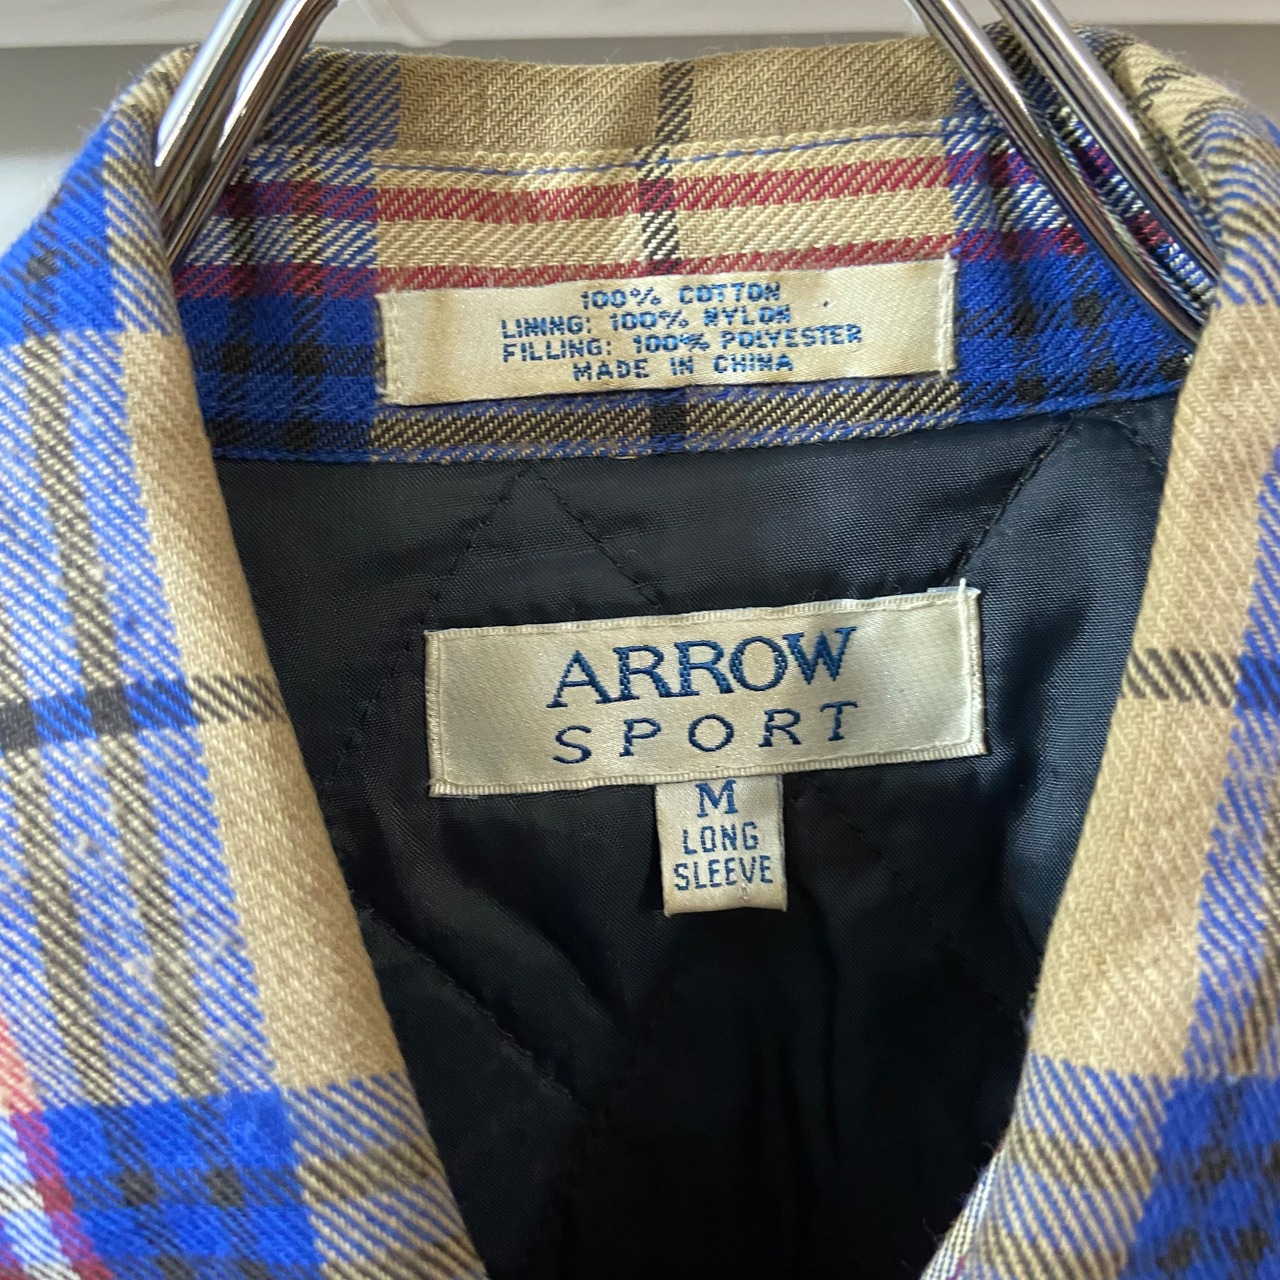 100% COTTON
LINING: 100% NYLON
FILLING: 100% POLYESTER
MADE IN CHINA
ARROW
SPORT
M
LONG
SLEEVE